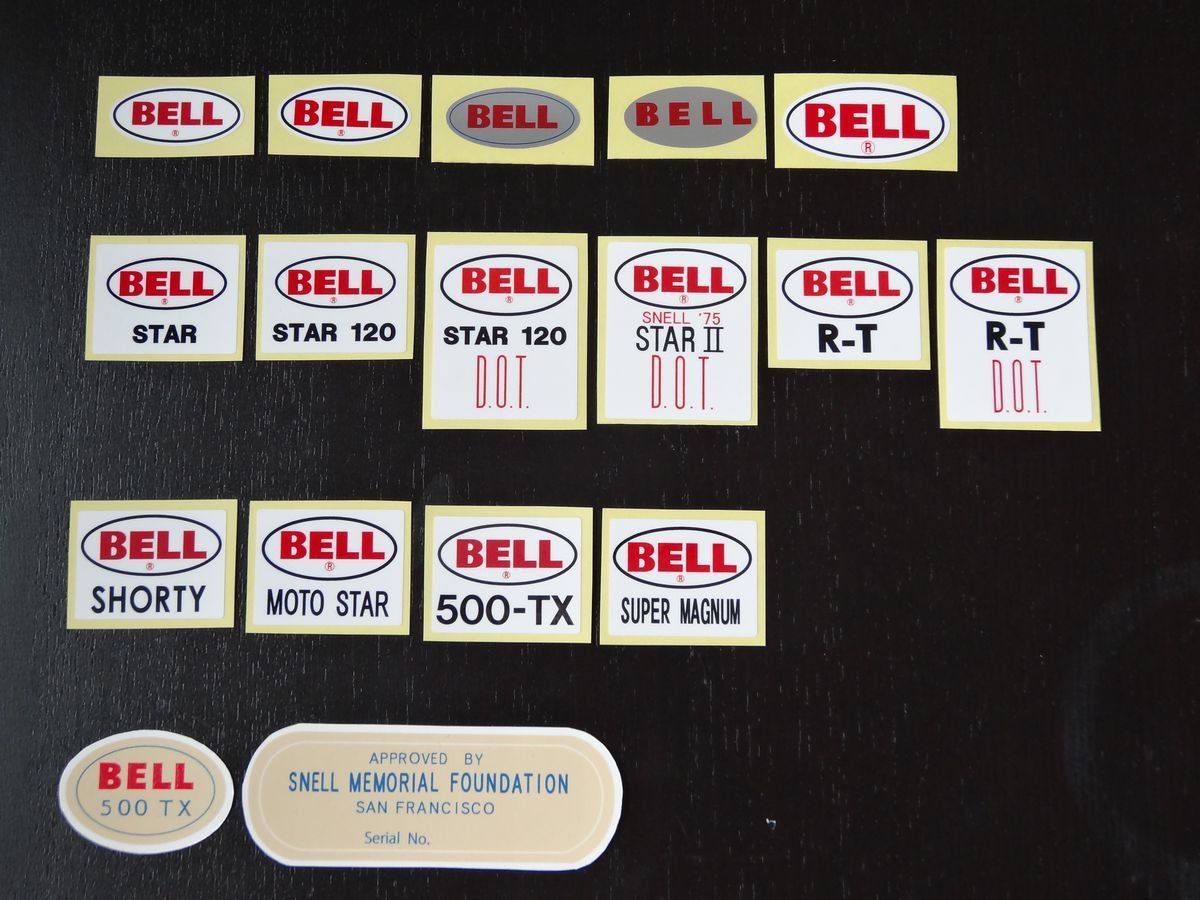 BELL
®
BELL
®
BELL
BELL
BELL
®
BELL
®
STAR
BELL
®
STAR 120
BELL
®
STAR 120
D.O.T.
BELL
®
SNELL '75
STAR II
D.O.T.
BELL
®
R-T
BELL
®
R-T
D.O.T.
BELL
®
SHORTY
BELL
®
MOTO STAR
BELL
®
500-TX
BELL
®
SUPER MAGNUM
BELL
500 TX
APPROVED BY
SNELL MEMORIAL FOUNDATION
SAN FRANCISCO
Serial No.